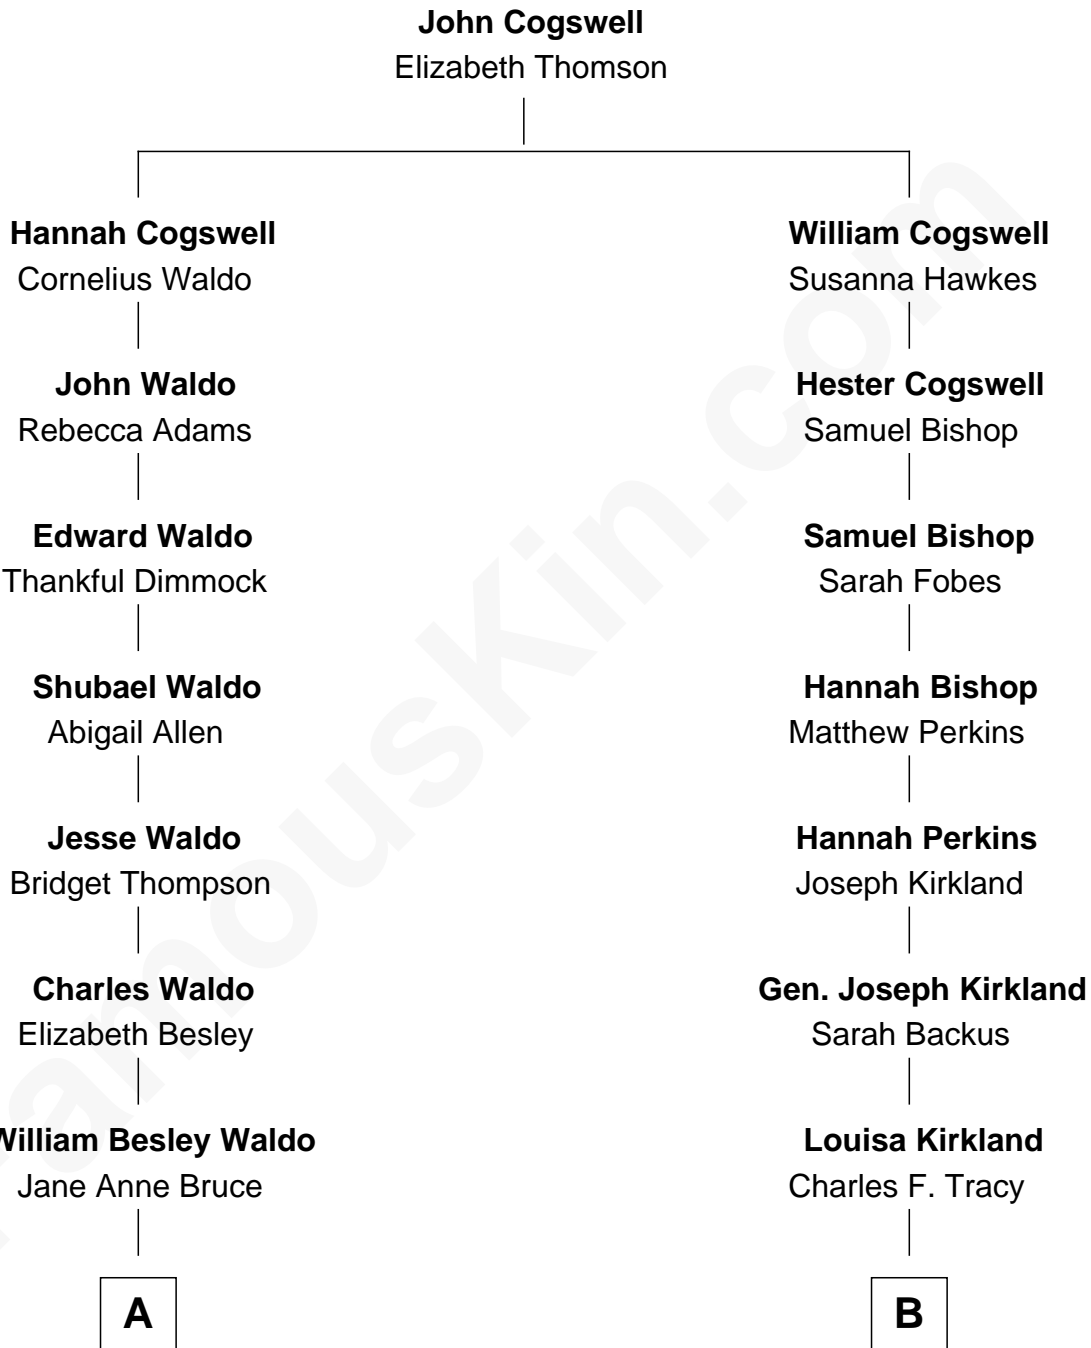 John Cogswell
Elizabeth Thomson
Hannah Cogswell
Cornelius Waldo
John Waldo
Rebecca Adams
Edward Waldo
Thankful Dimmock
Shubael Waldo
Abigail Allen
Jesse Waldo
Bridget Thompson
Charles Waldo
Elizabeth Besley
William Besley Waldo
Jane Anne Bruce
A
William Cogswell
Susanna Hawkes
Hester Cogswell
Samuel Bishop
Samuel Bishop
Sarah Fobes
Hannah Bishop
Matthew Perkins
Hannah Perkins
Joseph Kirkland
Gen. Joseph Kirkland
Sarah Backus
Louisa Kirkland
Charles F. Tracy
B
FamousKin.com